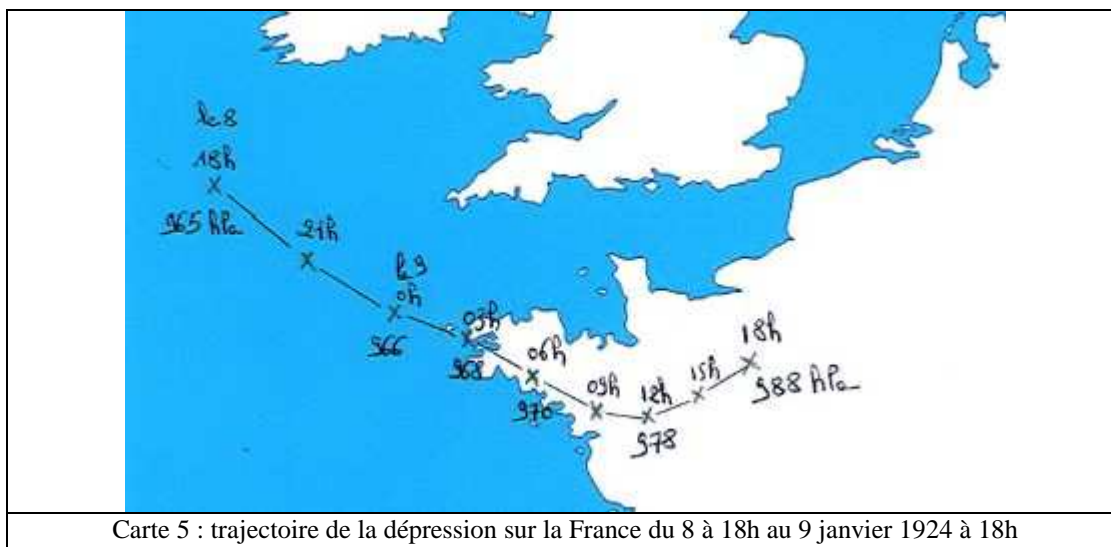 le 8
18h
965 hPa
21h
le 9
0h
966
03h
968
06h
970
09h
12h
978
15h
18h
988 hPa
Carte 5 : trajectoire de la dépression sur la France du 8 à 18h au 9 janvier 1924 à 18h